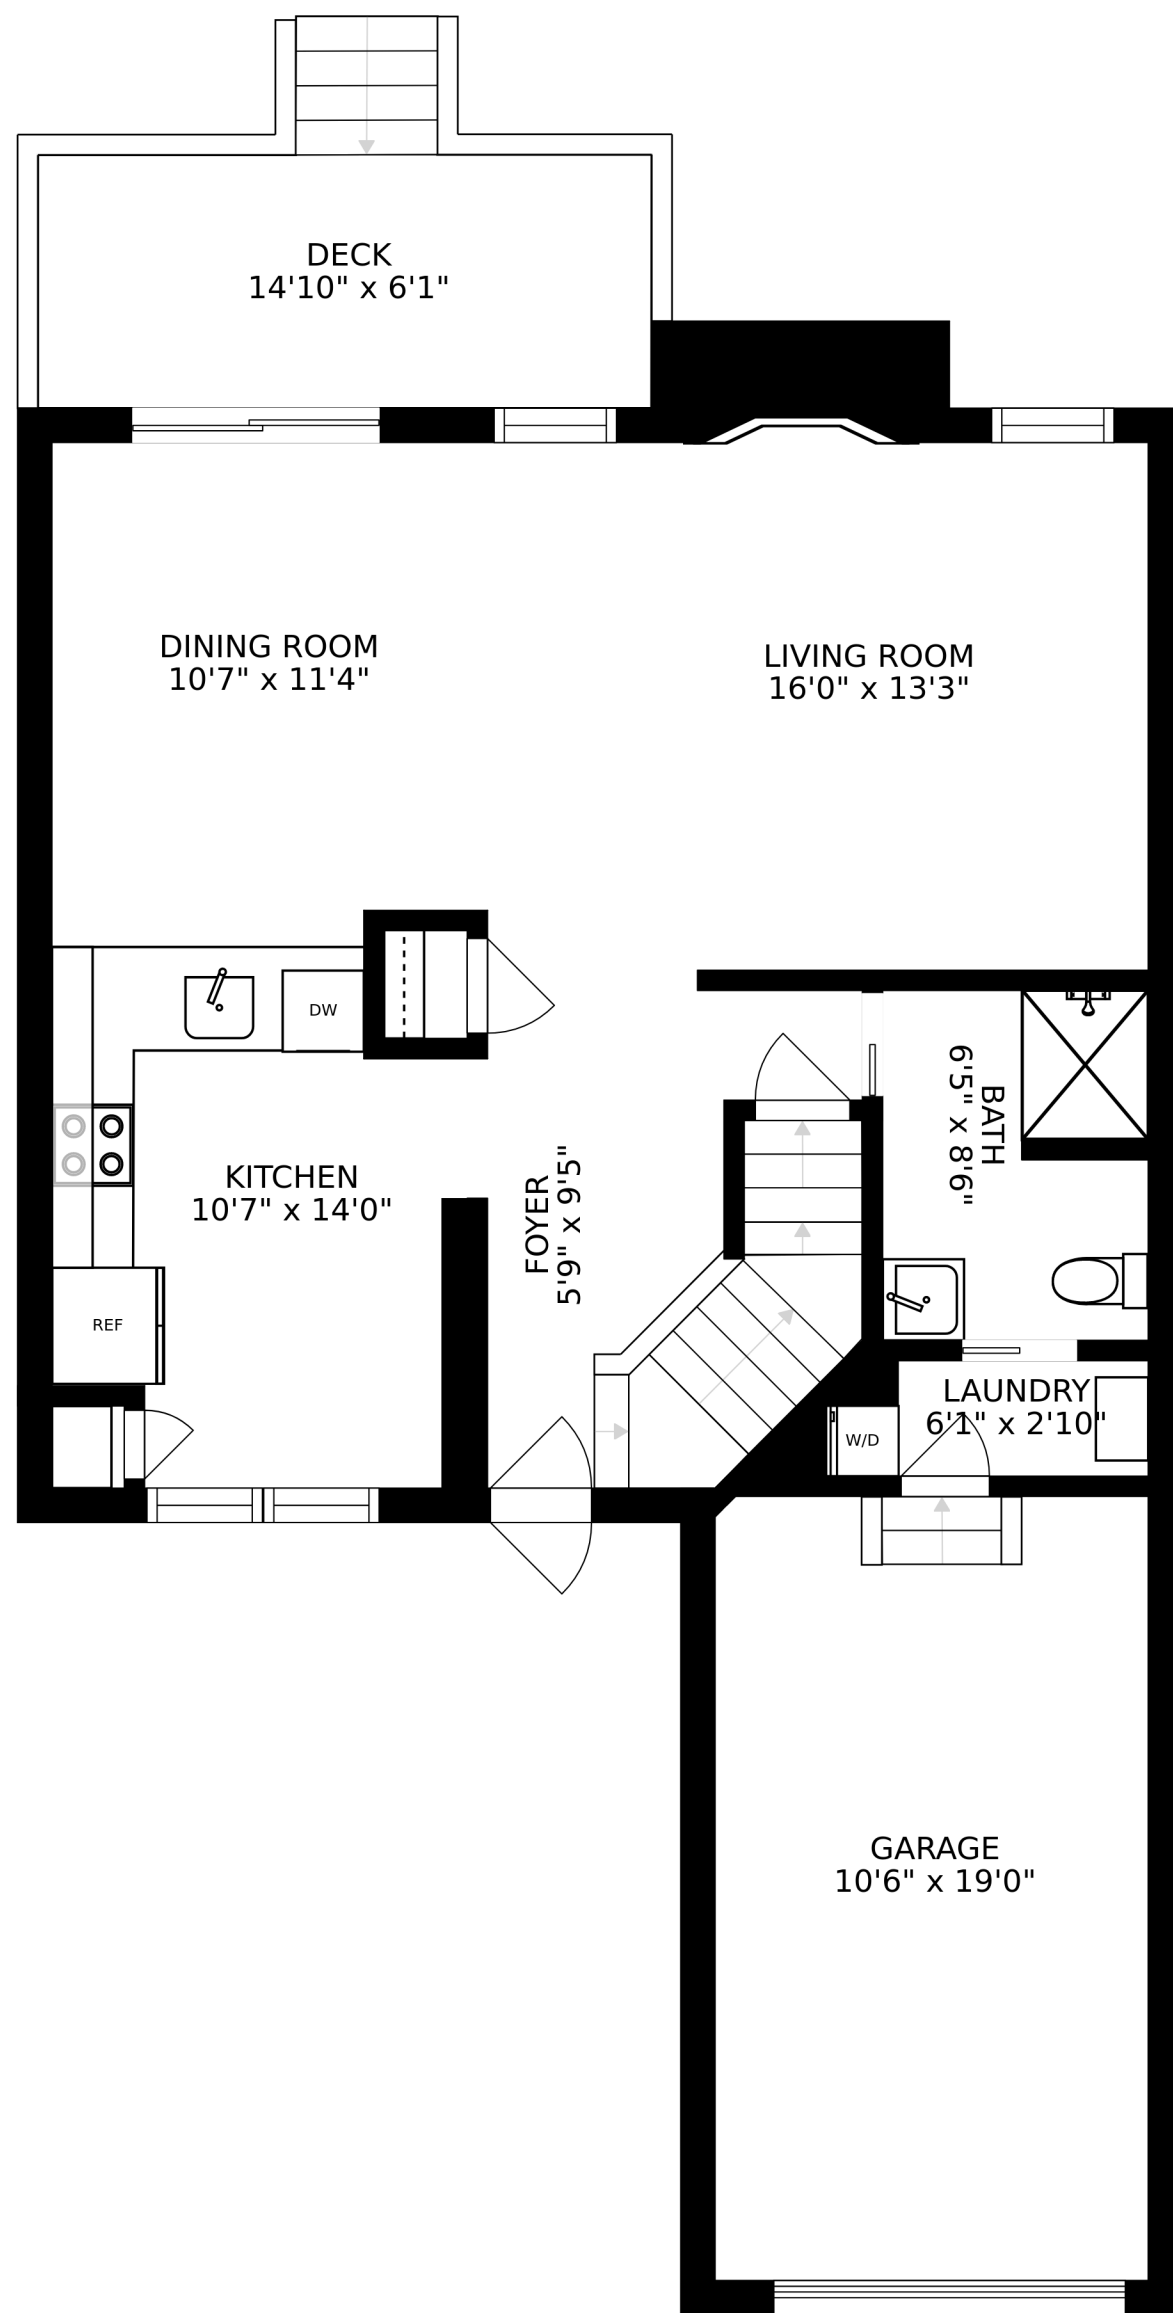 DECK
14'10" x 6'1"
DINING ROOM
10'7" x 11'4"
LIVING ROOM
16'0" x 13'3"
DW
KITCHEN
10'7" x 14'0"
FOYER
5'9" x 9'5"
BATH
6'5" x 8'6"
REF
LAUNDRY
6'1" x 2'10"
W/D
GARAGE
10'6" x 19'0"